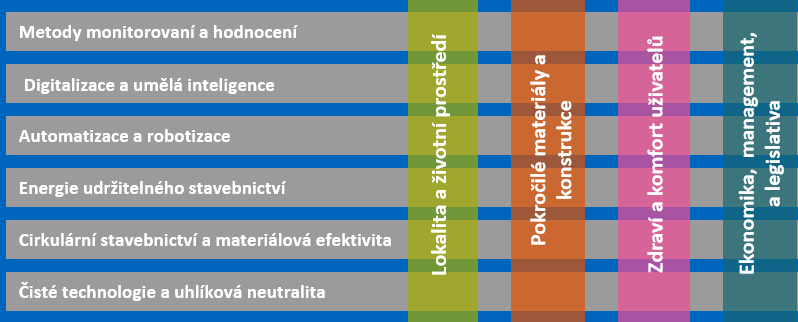 Metody monitorovaní a hodnocení
Digitalizace a umělá inteligence
Automatizace a robotizace
Energie udržitelného stavebnictví
Cirkulární stavebnictví a materiálová efektivita
Čisté technologie a uhlíková neutralita
Lokalita a životní prostředí
Pokročilé materiály a
konstrukce
Zdraví a komfort uživatelů
Ekonomika, management,
a legislativa